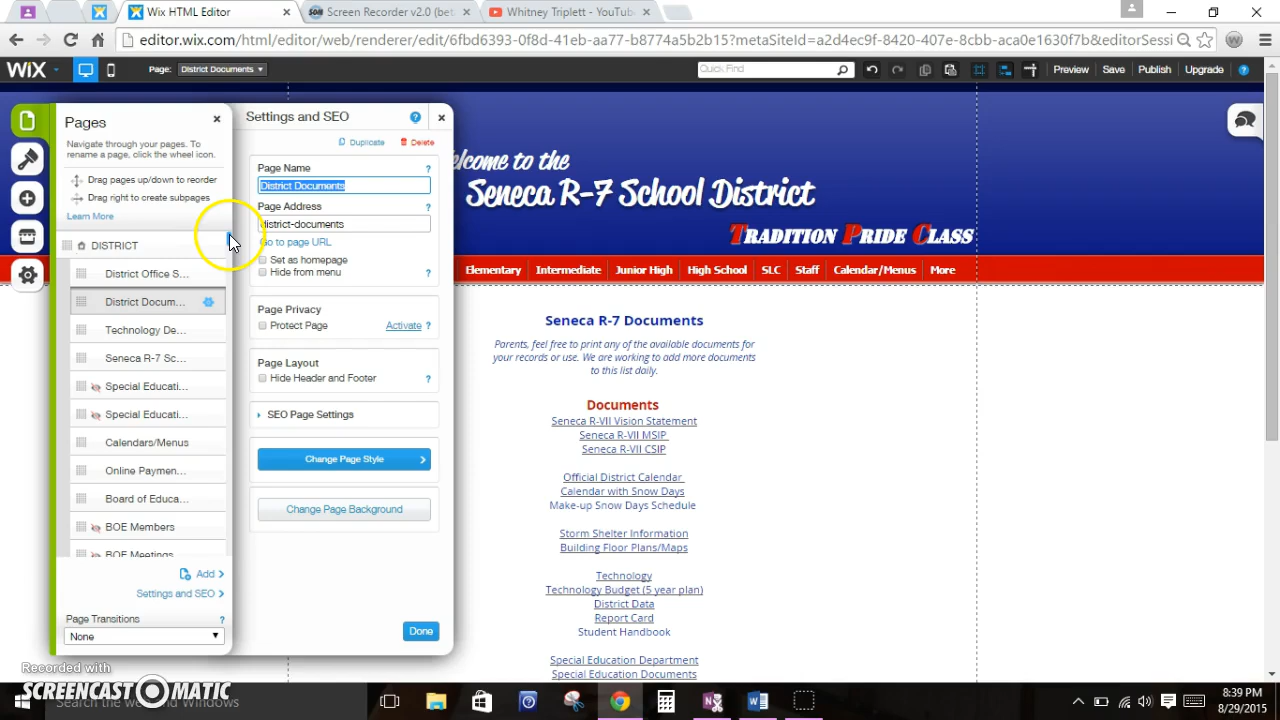 Wix HTML Editor
Screen Recorder v2.0 (bet
Whitney Triplett - YouTub
editor.wix.com/html/editor/web/renderer/edit/6fbd6393-0f8d-41eb-aa77-b8774a5b2b15?metaSiteId=a2d4ec9f-8420-407e-8cbb-aca0e1630f7b&editorSessi
WiX
Page: District Documents
Quick Find
Preview
Save
Publish
Upgrade
Pages
Navigate through your pages. To
rename a page, click the wheel icon.
Drag pages up/down to reorder
Drag right to create subpages
Learn More
DISTRICT
District Office S...
District Docum...
Technology De...
Seneca R-7 Sc...
Special Educati...
Special Educati...
Calendars/Menus
Online Paymen...
Board of Educa...
BOE Members
BOE Meetings
Add
Settings and SEO
Page Transitions
None
Settings and SEO
Duplicate
Delete
Page Name
District Documents
Page Address
district-documents
Go to page URL
Set as homepage
Hide from menu
Page Privacy
Protect Page
Activate
Page Layout
Hide Header and Footer
SEO Page Settings
Change Page Style
Change Page Background
Done
elcome to the
Seneca R-7 School District
Tradition Pride Class
Elementary
Intermediate
Junior High
High School
SLC
Staff
Calendar/Menus
More
Seneca R-7 Documents
Parents, feel free to print any of the available documents for
your records or use. We are working to add more documents
to this list daily.
Documents
Seneca R-VII Vision Statement
Seneca R-VII MSIP
Seneca R-VII CSIP
Official District Calendar
Calendar with Snow Days
Make-up Snow Days Schedule
Storm Shelter Information
Building Floor Plans/Maps
Technology
Technology Budget (5 year plan)
District Data
Report Card
Student Handbook
Special Education Department
Special Education Documents
Recorded with
SCREENCAST MATIC
Search the web and Windows
8:39 PM
8/29/2015